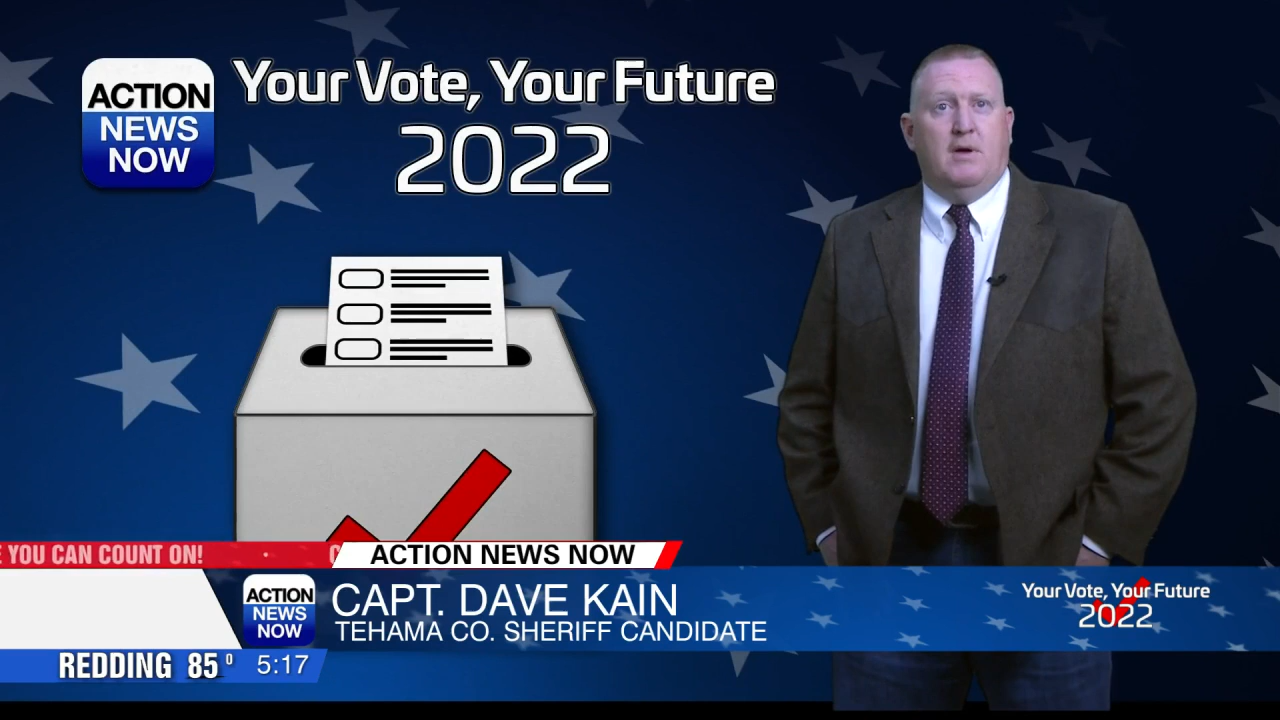 ACTION
NEWS
NOW
Your Vote, Your Future
2022
E YOU CAN COUNT ON!
ACTION NEWS NOW
ACTION
NEWS
NOW
CAPT. DAVE KAIN
TEHAMA CO. SHERIFF CANDIDATE
Your Vote, Your Future
2022
REDDING 85° 5:17